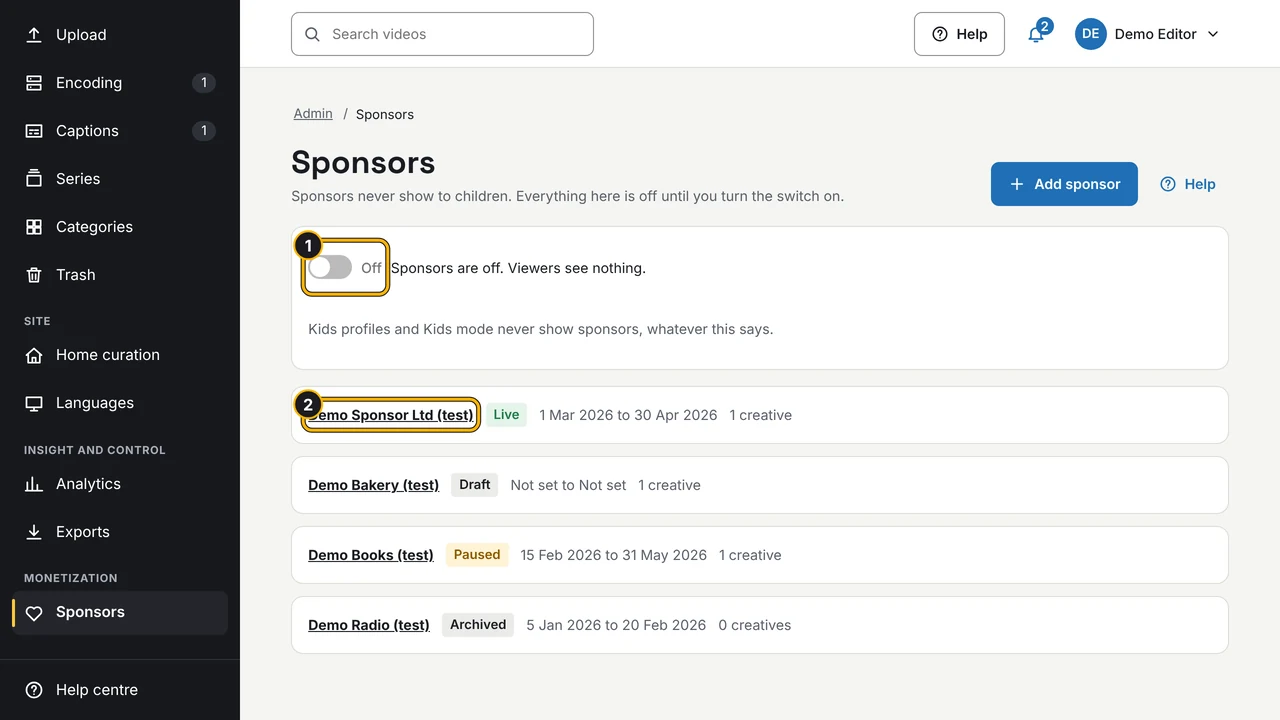 Upload
Encoding 1
Captions 1
Series
Categories
Trash
SITE
Home curation
Languages
INSIGHT AND CONTROL
Analytics
Exports
MONETIZATION
Sponsors
Help centre
Search videos
Help
2
DE Demo Editor
Admin / Sponsors
Sponsors
Sponsors never show to children. Everything here is off until you turn the switch on.
Add sponsor
Help
1
Off Sponsors are off. Viewers see nothing.
Kids profiles and Kids mode never show sponsors, whatever this says.
2
Demo Sponsor Ltd (test) Live 1 Mar 2026 to 30 Apr 2026 1 creative
Demo Bakery (test) Draft Not set to Not set 1 creative
Demo Books (test) Paused 15 Feb 2026 to 31 May 2026 1 creative
Demo Radio (test) Archived 5 Jan 2026 to 20 Feb 2026 0 creatives